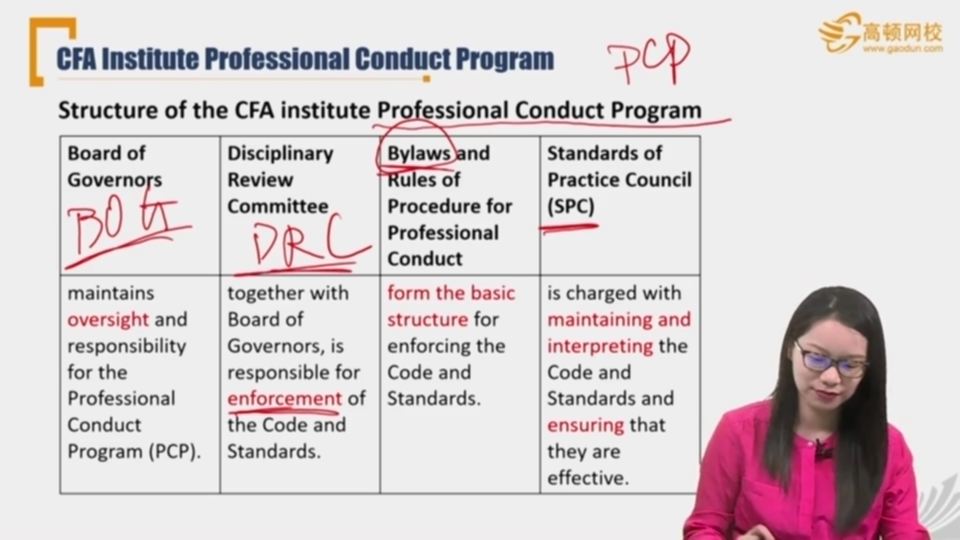 CFA Institute Professional Conduct Program
PCP
高顿网校
www.gaodun.com
Structure of the CFA institute Professional Conduct Program
Board of
Governors
BOG
Disciplinary
Review
Committee
DRC
Bylaws and
Rules of
Procedure for
Professional
Conduct
Standards of
Practice Council
(SPC)
maintains
oversight and
responsibility
for the
Professional
Conduct
Program (PCP).
together with
Board of
Governors, is
responsible for
enforcement of
the Code and
Standards.
form the basic
structure for
enforcing the
Code and
Standards.
is charged with
maintaining and
interpreting the
Code and
Standards and
ensuring that
they are
effective.